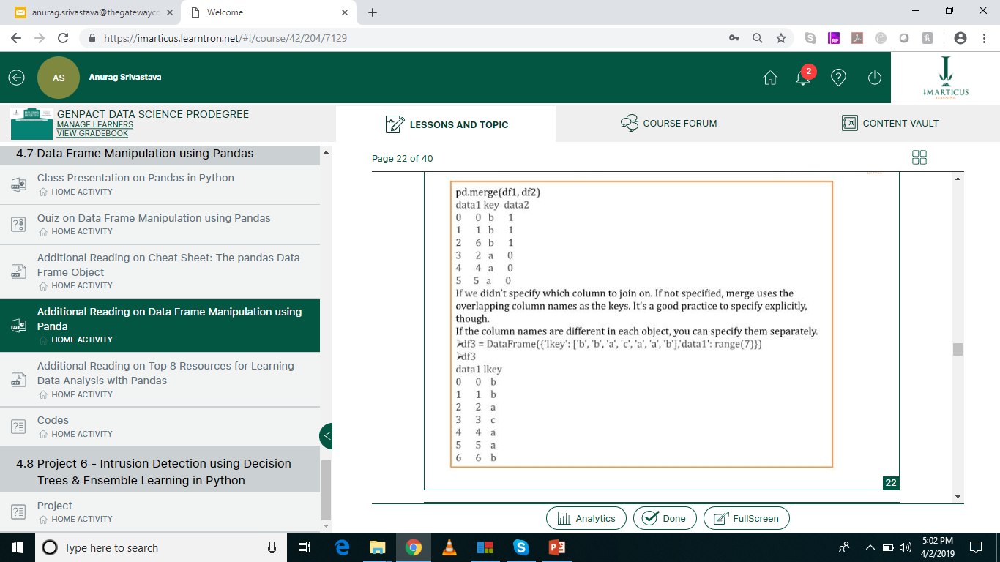 anurag.srivastava@thegatewayco
Welcome
https://imarticus.learntron.net/#!/course/42/204/7129
AS
Anurag Srivastava
2
IMARTICUS
LEARNING
GENPACT DATA SCIENCE PRODEGREE
MANAGE LEARNERS
VIEW GRADEBOOK
LESSONS AND TOPIC
COURSE FORUM
CONTENT VAULT
4.7 Data Frame Manipulation using Pandas
Class Presentation on Pandas in Python
HOME ACTIVITY
Quiz on Data Frame Manipulation using Pandas
HOME ACTIVITY
Additional Reading on Cheat Sheet: The pandas Data
Frame Object
HOME ACTIVITY
Additional Reading on Data Frame Manipulation using
Panda
HOME ACTIVITY
Additional Reading on Top 8 Resources for Learning
Data Analysis with Pandas
HOME ACTIVITY
Codes
HOME ACTIVITY
4.8 Project 6 - Intrusion Detection using Decision
Trees & Ensemble Learning in Python
Project
HOME ACTIVITY
Page 22 of 40
pd.merge(df1, df2)
data1 key data2
0 0 b 1
1 1 b 1
2 6 b 1
3 2 a 0
4 4 a 0
5 5 a 0
If we didn't specify which column to join on. If not specified, merge uses the
overlapping column names as the keys. It's a good practice to specify explicitly,
though.
If the column names are different in each object, you can specify them separately.
➢df3 = DataFrame({'lkey': ['b', 'b', 'a', 'c', 'a', 'a', 'b'],'data1': range(7)})
➢df3
data1 lkey
0 0 b
1 1 b
2 2 a
3 3 c
4 4 a
5 5 a
6 6 b
22
Analytics
Done
FullScreen
Type here to search
5:02 PM
4/2/2019